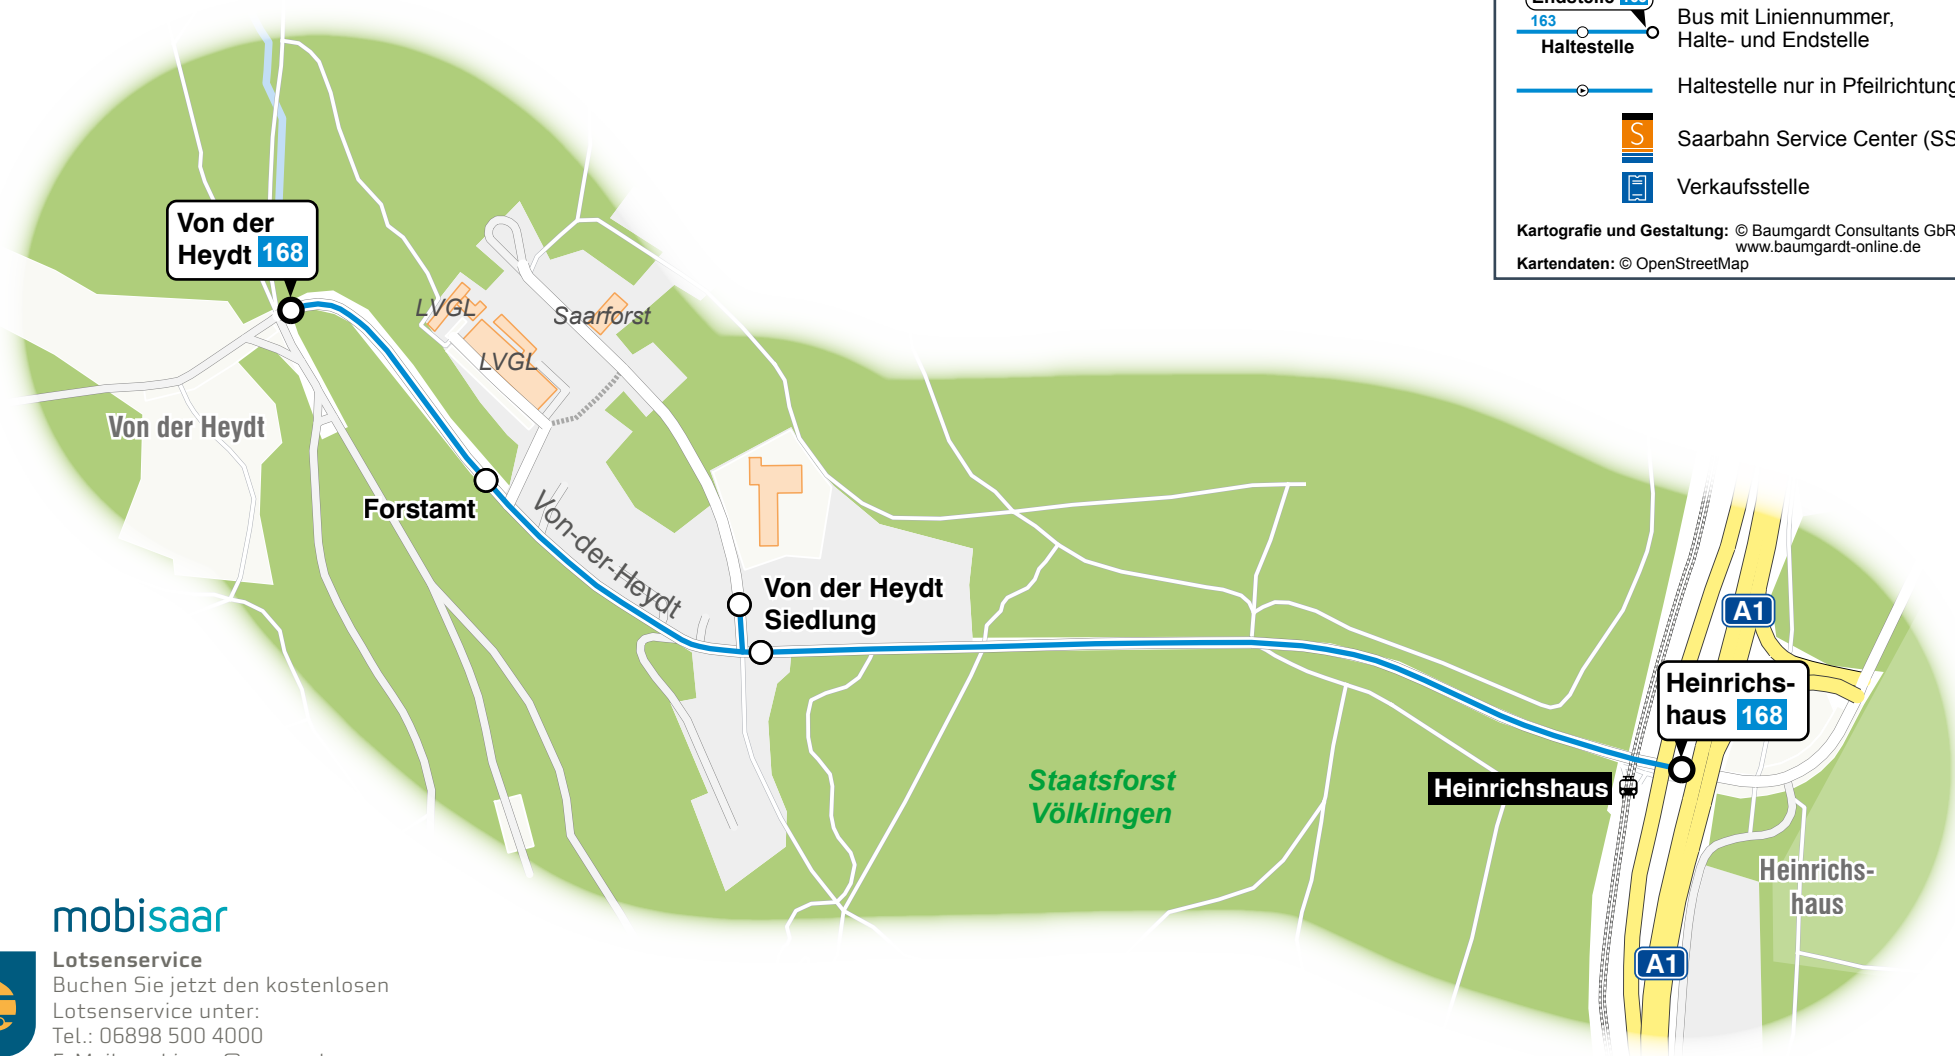 163
Haltestelle
Bus mit Liniennummer,
Halte- und Endstelle
Haltestelle nur in Pfeilrichtung
S
Saarbahn Service Center
Verkaufsstelle
Kartografie und Gestaltung: © Baumgardt Consultants GbR
www.baumgardt-online.de
Kartendaten: © OpenStreetMap
Von der
Heydt 168
LVGL
Saarforst
LVGL
Von der Heydt
Forstamt
Von-der-Heydt
Von der Heydt
Siedlung
A1
Heinrichs-
haus 168
Heinrichshaus
Staatsforst
Völklingen
Heinrichs-
haus
A1
mobisaar
Lotsenservice
Buchen Sie jetzt den kostenlosen
Lotsenservice unter:
Tel.: 06898 500 4000